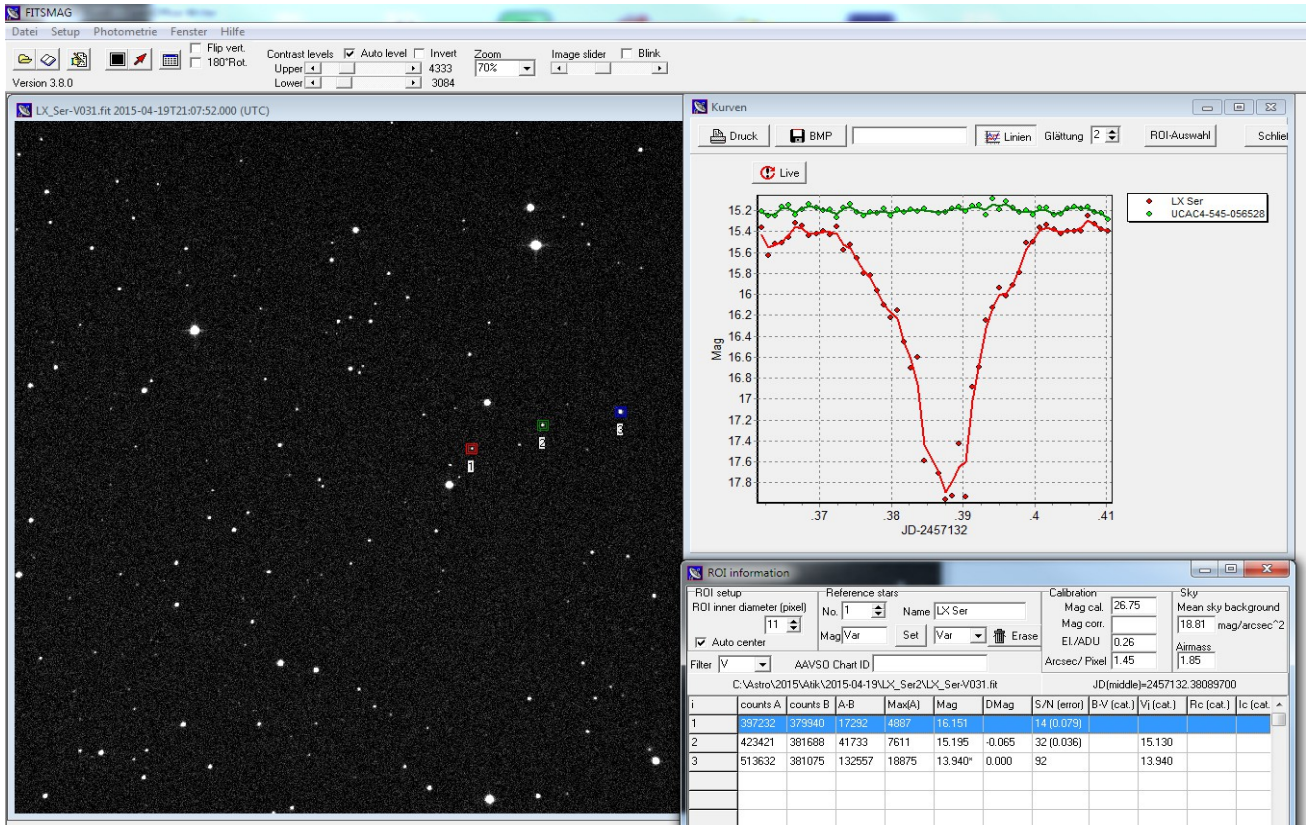 FITSMAG
Datei Setup Photometrie Fenster Hilfe
Flip vert.
180°Rot.
Contrast levels Auto level Invert
Upper 4333
Lower 3084
Zoom
70%
Image slider Blink
Version 3.8.0
LX_Ser-V031.fit 2015-04-19T21:07:52.000 (UTC)
1
2
3
Kurven
Druck BMP Linien Glättung 2 ROI-Auswahl Schlie
Live
LX Ser
UCAC4-545-056528
15.2
15.4
15.6
15.8
16
16.2
16.4
16.6
16.8
17
17.2
17.4
17.6
17.8
Mag
.37 .38 .39 .4 .41
JD-2457132
ROI information
ROI setup
ROI inner diameter (pixel)
11
Auto center
Reference stars
No. 1 Name LX Ser
Mag Var Set Var Erase
Calibration
Mag cal. 26.75
Mag corr.
El./ADU 0.26
Arcsec/ Pixel 1.45
Sky
Mean sky background
18.81 mag/arcsec^2
Airmass
1.85
Filter V AAVSO Chart ID
C:\Astro\2015\Atik\2015-04-19\LX_Ser2\LX_Ser-V031.fit JD(middle)=2457132.38089700
i counts A counts B A-B Max(A) Mag DMag S/N (error) B-V (cat.) Vj (cat.) Rc (cat.) Ic (cat.
1 397232 379940 17292 4887 16.151 14 (0.079)
2 423421 381688 41733 7611 15.195 -0.065 32 (0.036) 15.130
3 513632 381075 132557 18875 13.940* 0.000 92 13.940